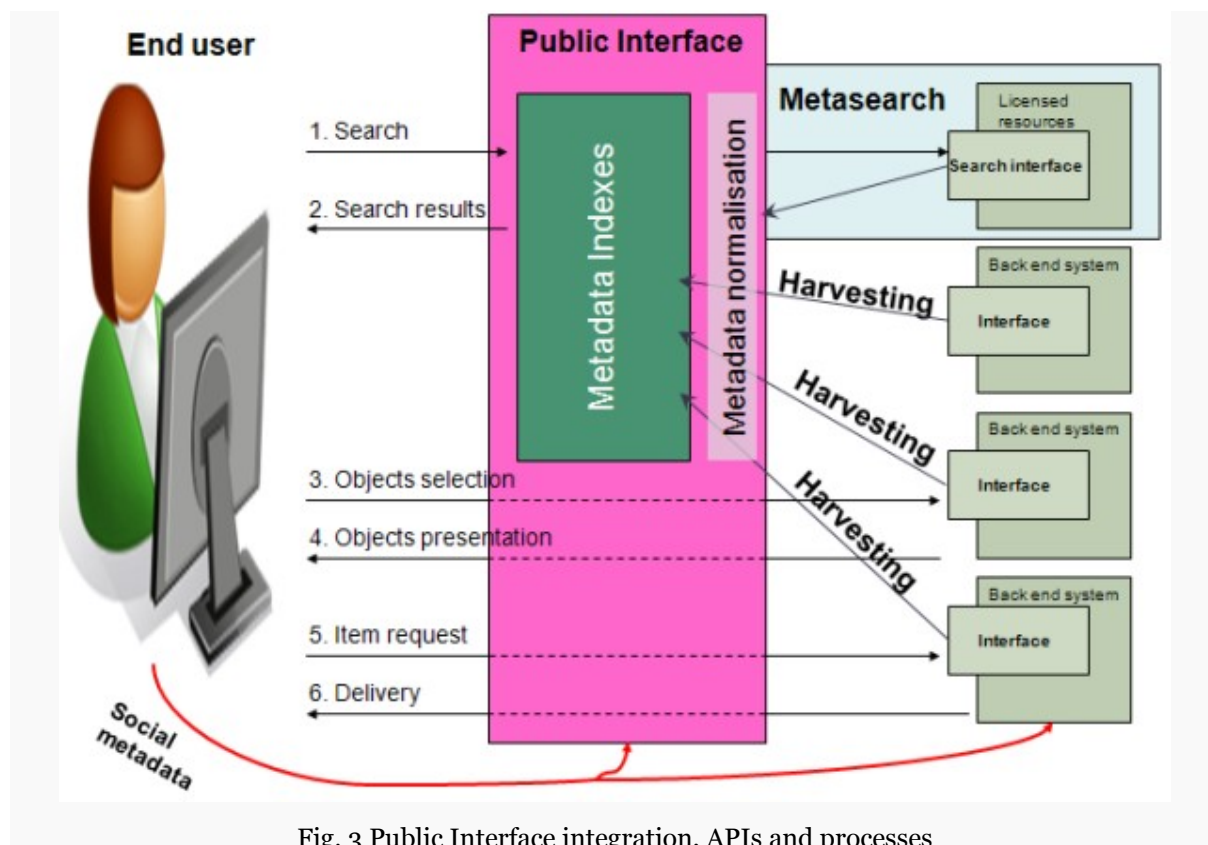 End user
Public Interface
Metasearch
Licensed
resources
Search interface
1. Search
2. Search results
Metadata Indexes
Metadata normalisation
Harvesting
Back end system
Interface
Harvesting
Back end system
Interface
3. Objects selection
4. Objects presentation
Harvesting
Back end system
Interface
5. Item request
6. Delivery
Social
metadata
Fig. 3 Public Interface integration, APIs and processes